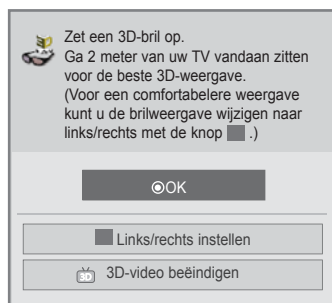 Zet een 3D-bril op.
Ga 2 meter van uw TV vandaan zitten
voor de beste 3D-weergave.
(Voor een comfortabelere weergave
kunt u de brilweergave wijzigen naar
links/rechts met de knop .)
OK
Links/rechts instellen
3D 3D-video beëindigen